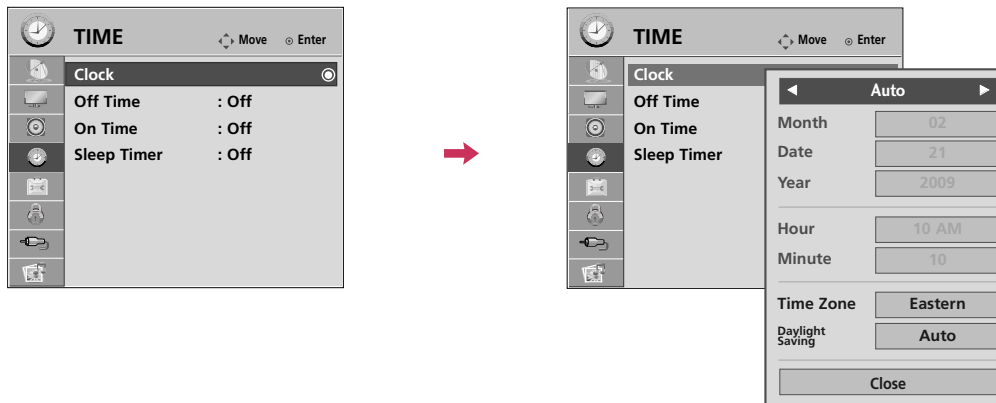 TIME
Move
Enter
Clock
Off Time : Off
On Time : Off
Sleep Timer : Off
TIME
Move
Enter
Clock
Off Time
On Time
Sleep Timer
Auto
Month 02
Date 21
Year 2009
Hour 10 AM
Minute 10
Time Zone Eastern
Daylight
Saving
Auto
Close